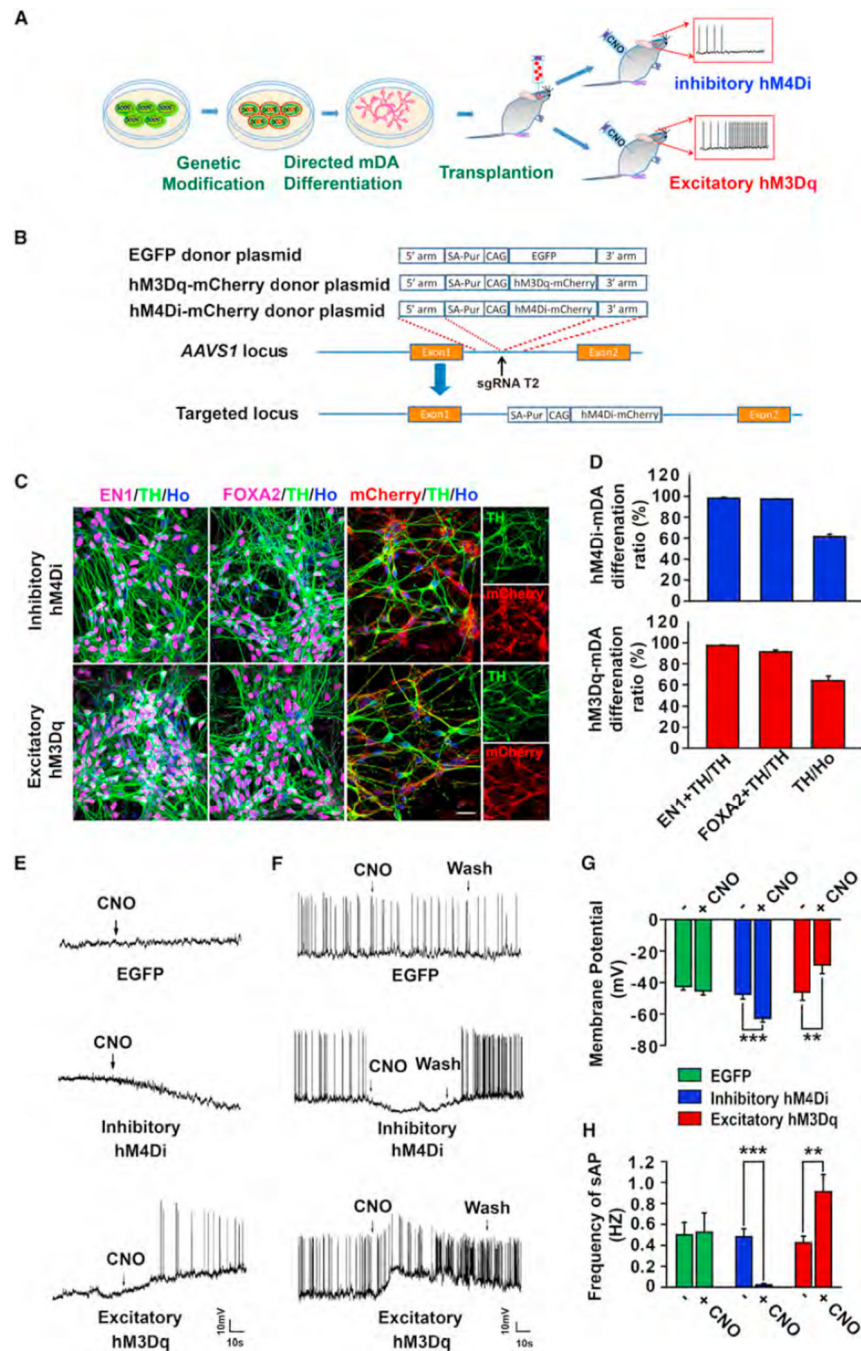 A
CNO
inhibitory hM4Di
CNO
Excitatory hM3Dq
Genetic
Modification
Directed mDA
Differentiation
Transplantion
B
EGFP donor plasmid
5' arm SA-Pur CAG EGFP 3' arm
hM3Dq-mCherry donor plasmid
5' arm SA-Pur CAG hM3Dq-mCherry 3' arm
hM4Di-mCherry donor plasmid
5' arm SA-Pur CAG hM4Di-mCherry 3' arm
AAVS1 locus
Exon1 Exon2
sgRNA T2
Targeted locus
Exon1 SA-Pur CAG hM4Di-mCherry Exon2
C
EN1/TH/Ho FOXA2/TH/Ho mCherry/TH/Ho
Inhibitory
hM4Di
TH
mCherry
Excitatory
hM3Dq
TH
mCherry
D
hM4Di-mDA
differenation
ratio (%)
120
100
80
60
40
20
0
hM3Dq-mDA
differenation
ratio (%)
120
100
80
60
40
20
0
EN1+TH/TH
FOXA2+TH/TH
TH/Ho
E
CNO
EGFP
CNO
Inhibitory
hM4Di
CNO
Excitatory
hM3Dq
10mV
10s
F
CNO Wash
EGFP
CNO Wash
Inhibitory
hM4Di
CNO Wash
Excitatory
hM3Dq
10mV
10s
G
- + CNO - + CNO - + CNO
Membrane Potential
(mV)
0
-20
-40
-60
-80
*** **
EGFP
Inhibitory hM4Di
Excitatory hM3Dq
H
Frequency of sAP
(HZ)
1.2
1.0
0.8
0.6
0.4
0.2
0
*** **
- + CNO - + CNO - + CNO